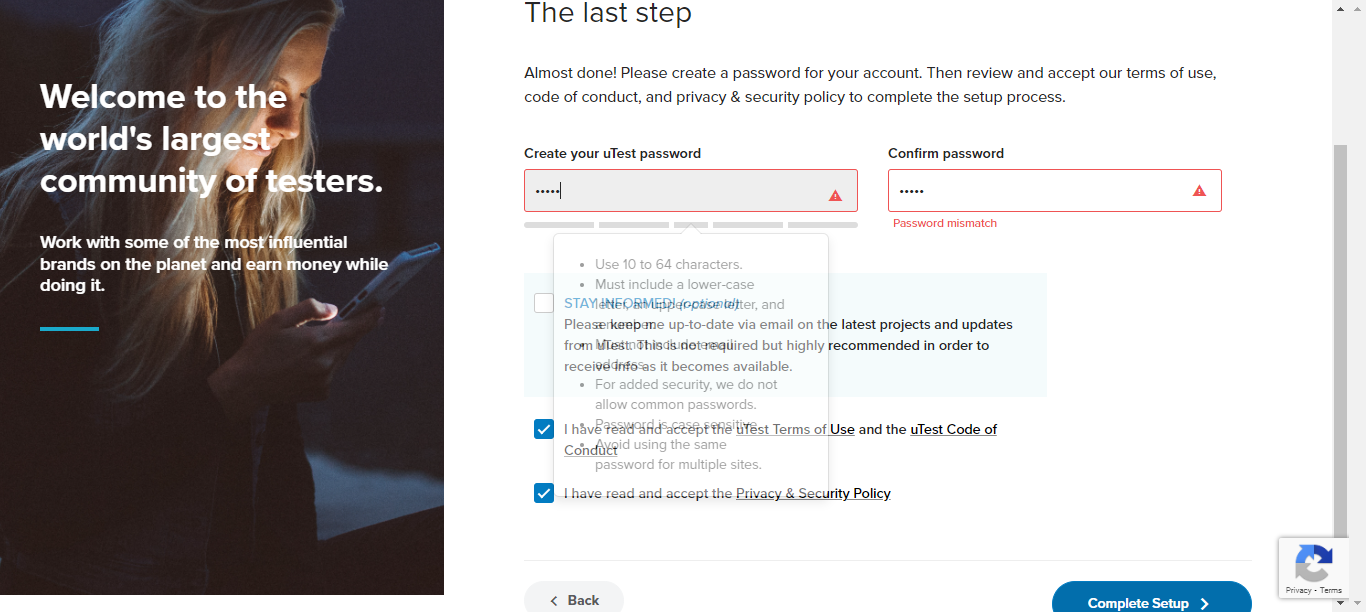 The last step
Welcome to the
world's largest
community of testers.
Work with some of the most influential
brands on the planet and earn money while
doing it.
Almost done! Please create a password for your account. Then review and accept our terms of use,
code of conduct, and privacy & security policy to complete the setup process.
Create your uTest password
Confirm password
•••••
•••••
Password mismatch
Use 10 to 64 characters.
Must include a lower-case
letter, an upper-case letter, and
a number.
Must not include email
address.
For added security, we do not
allow common passwords.
Password is case sensitive.
Avoid using the same
password for multiple sites.
STAY INFORMED! (optional)
Please keep me up-to-date via email on the latest projects and updates
from uTest. This is not required but highly recommended in order to
receive info as it becomes available.
I have read and accept the uTest Terms of Use and the uTest Code of
Conduct
I have read and accept the Privacy & Security Policy
Back
Complete Setup
Privacy - Terms